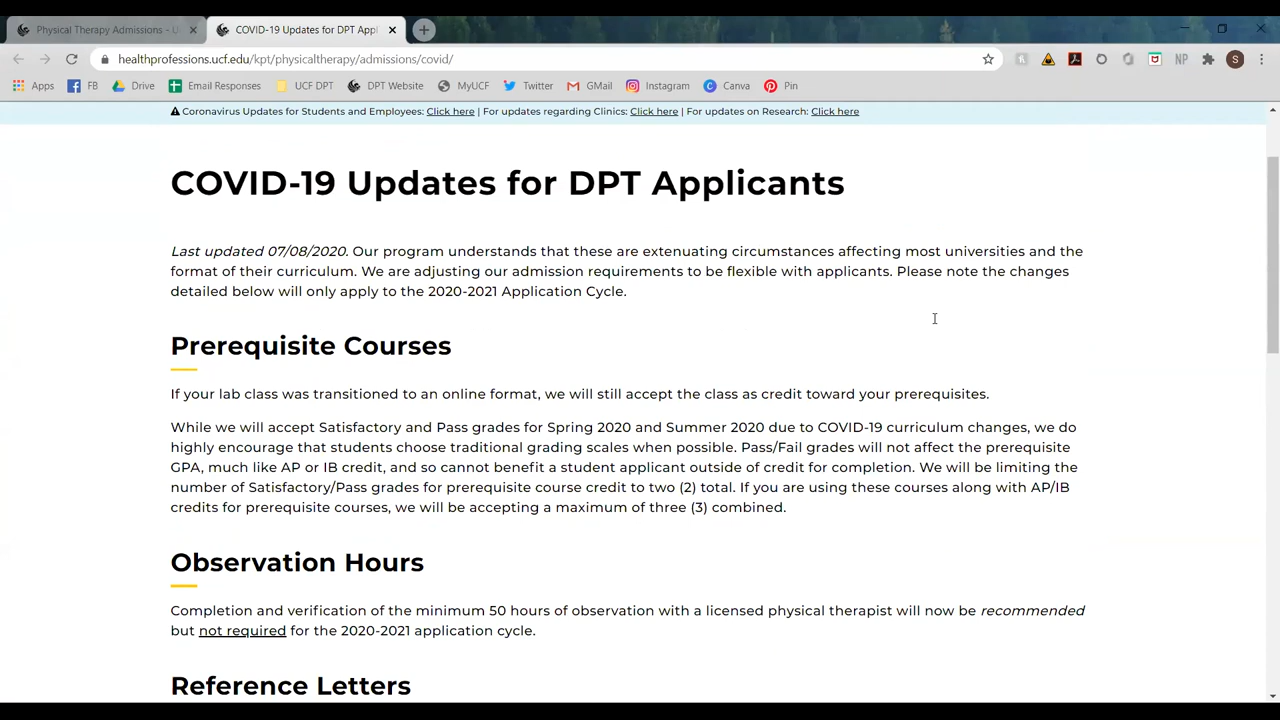 Physical Therapy Admissions - U
COVID-19 Updates for DPT Appl
healthprofessions.ucf.edu/kpt/physicaltherapy/admissions/covid/
NP
S
Apps FB Drive Email Responses UCF DPT DPT Website MyUCF Twitter GMail Instagram Canva Pin
Coronavirus Updates for Students and Employees: Click here | For updates regarding Clinics: Click here | For updates on Research: Click here
COVID-19 Updates for DPT Applicants
Last updated 07/08/2020. Our program understands that these are extenuating circumstances affecting most universities and the
format of their curriculum. We are adjusting our admission requirements to be flexible with applicants. Please note the changes
detailed below will only apply to the 2020-2021 Application Cycle.
Prerequisite Courses
If your lab class was transitioned to an online format, we will still accept the class as credit toward your prerequisites.
While we will accept Satisfactory and Pass grades for Spring 2020 and Summer 2020 due to COVID-19 curriculum changes, we do
highly encourage that students choose traditional grading scales when possible. Pass/Fail grades will not affect the prerequisite
GPA, much like AP or IB credit, and so cannot benefit a student applicant outside of credit for completion. We will be limiting the
number of Satisfactory/Pass grades for prerequisite course credit to two (2) total. If you are using these courses along with AP/IB
credits for prerequisite courses, we will be accepting a maximum of three (3) combined.
Observation Hours
Completion and verification of the minimum 50 hours of observation with a licensed physical therapist will now be recommended
but not required for the 2020-2021 application cycle.
Reference Letters